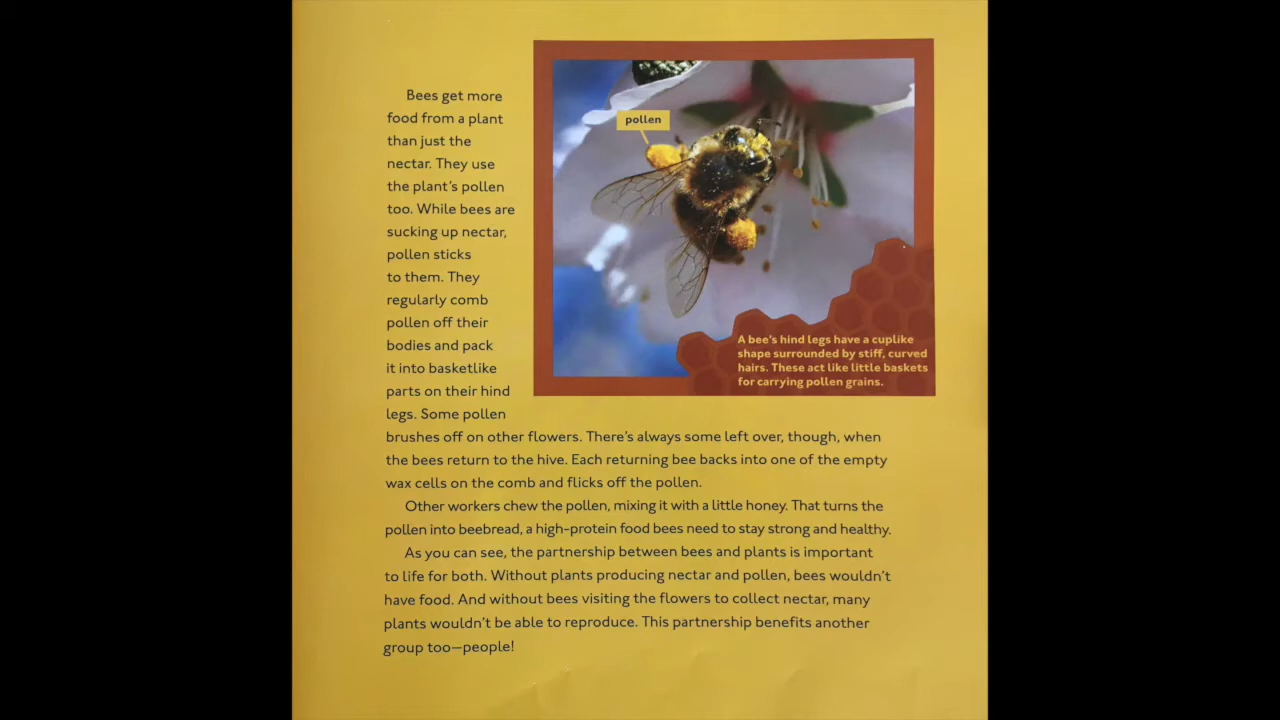 Bees get more
food from a plant
than just the
nectar. They use
the plant's pollen
too. While bees are
sucking up nectar,
pollen sticks
to them. They
regularly comb
pollen off their
bodies and pack
it into basketlike
parts on their hind
legs. Some pollen
brushes off on other flowers. There's always some left over, though, when
the bees return to the hive. Each returning bee backs into one of the empty
wax cells on the comb and flicks off the pollen.
Other workers chew the pollen, mixing it with a little honey. That turns the
pollen into beebread, a high-protein food bees need to stay strong and healthy.
As you can see, the partnership between bees and plants is important
to life for both. Without plants producing nectar and pollen, bees wouldn't
have food. And without bees visiting the flowers to collect nectar, many
plants wouldn't be able to reproduce. This partnership benefits another
group too—people!
pollen
A bee's hind legs have a cuplike
shape surrounded by stiff, curved
hairs. These act like little baskets
for carrying pollen grains.